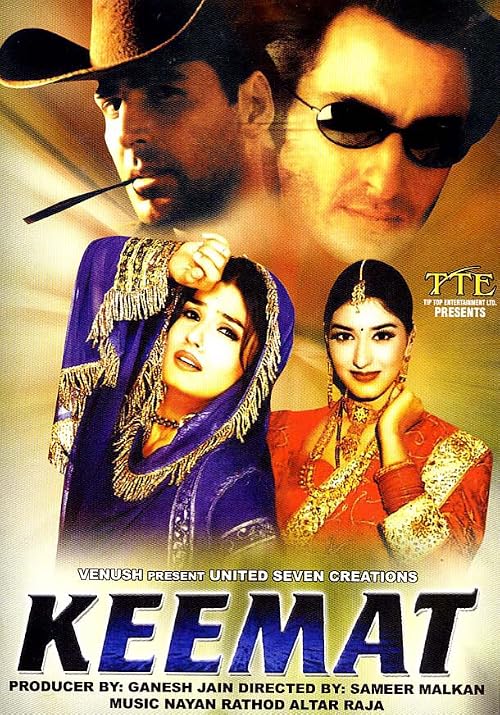 TTE
TIP TOP ENTERTAINMENT LTD.
PRESENTS
VENUSH PRESENT UNITED SEVEN CREATIONS
KEEMAT
PRODUCER BY: GANESH JAIN DIRECTED BY: SAMEER MALKAN
MUSIC NAYAN RATHOD ALTAR RAJA